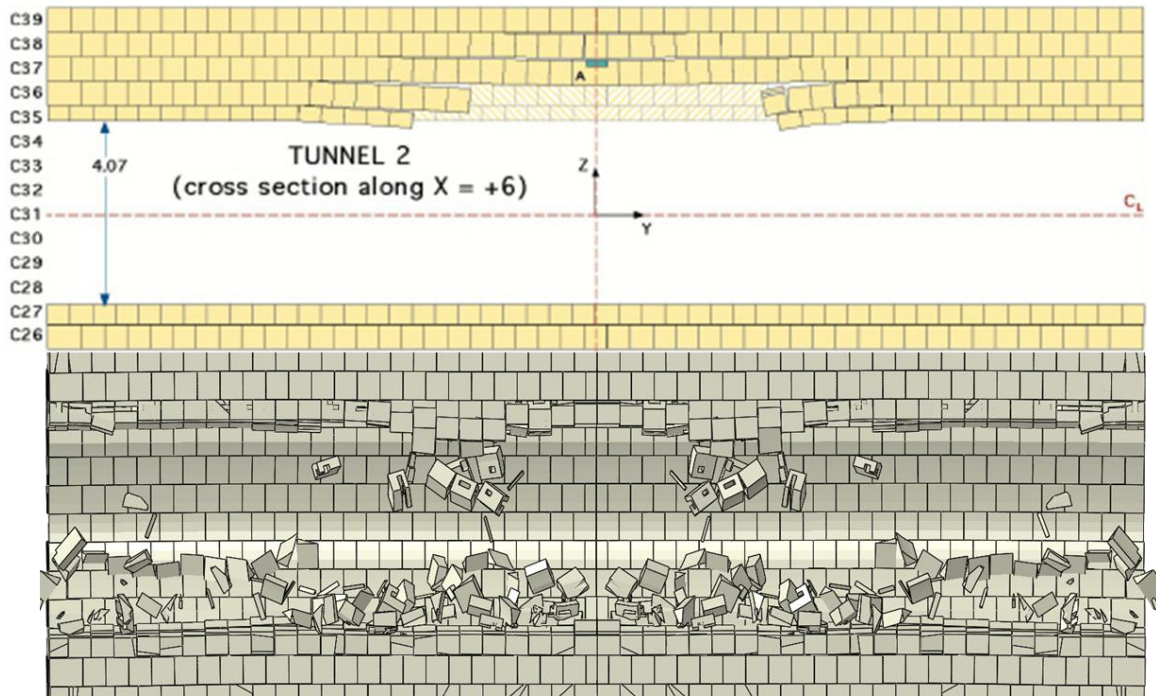 C39
C38
C37
A
C36
C35
C34
4.07
TUNNEL 2
Z
C33
(cross section along X = +6)
C32
C31
CL
Y
C30
C29
C28
C27
C26